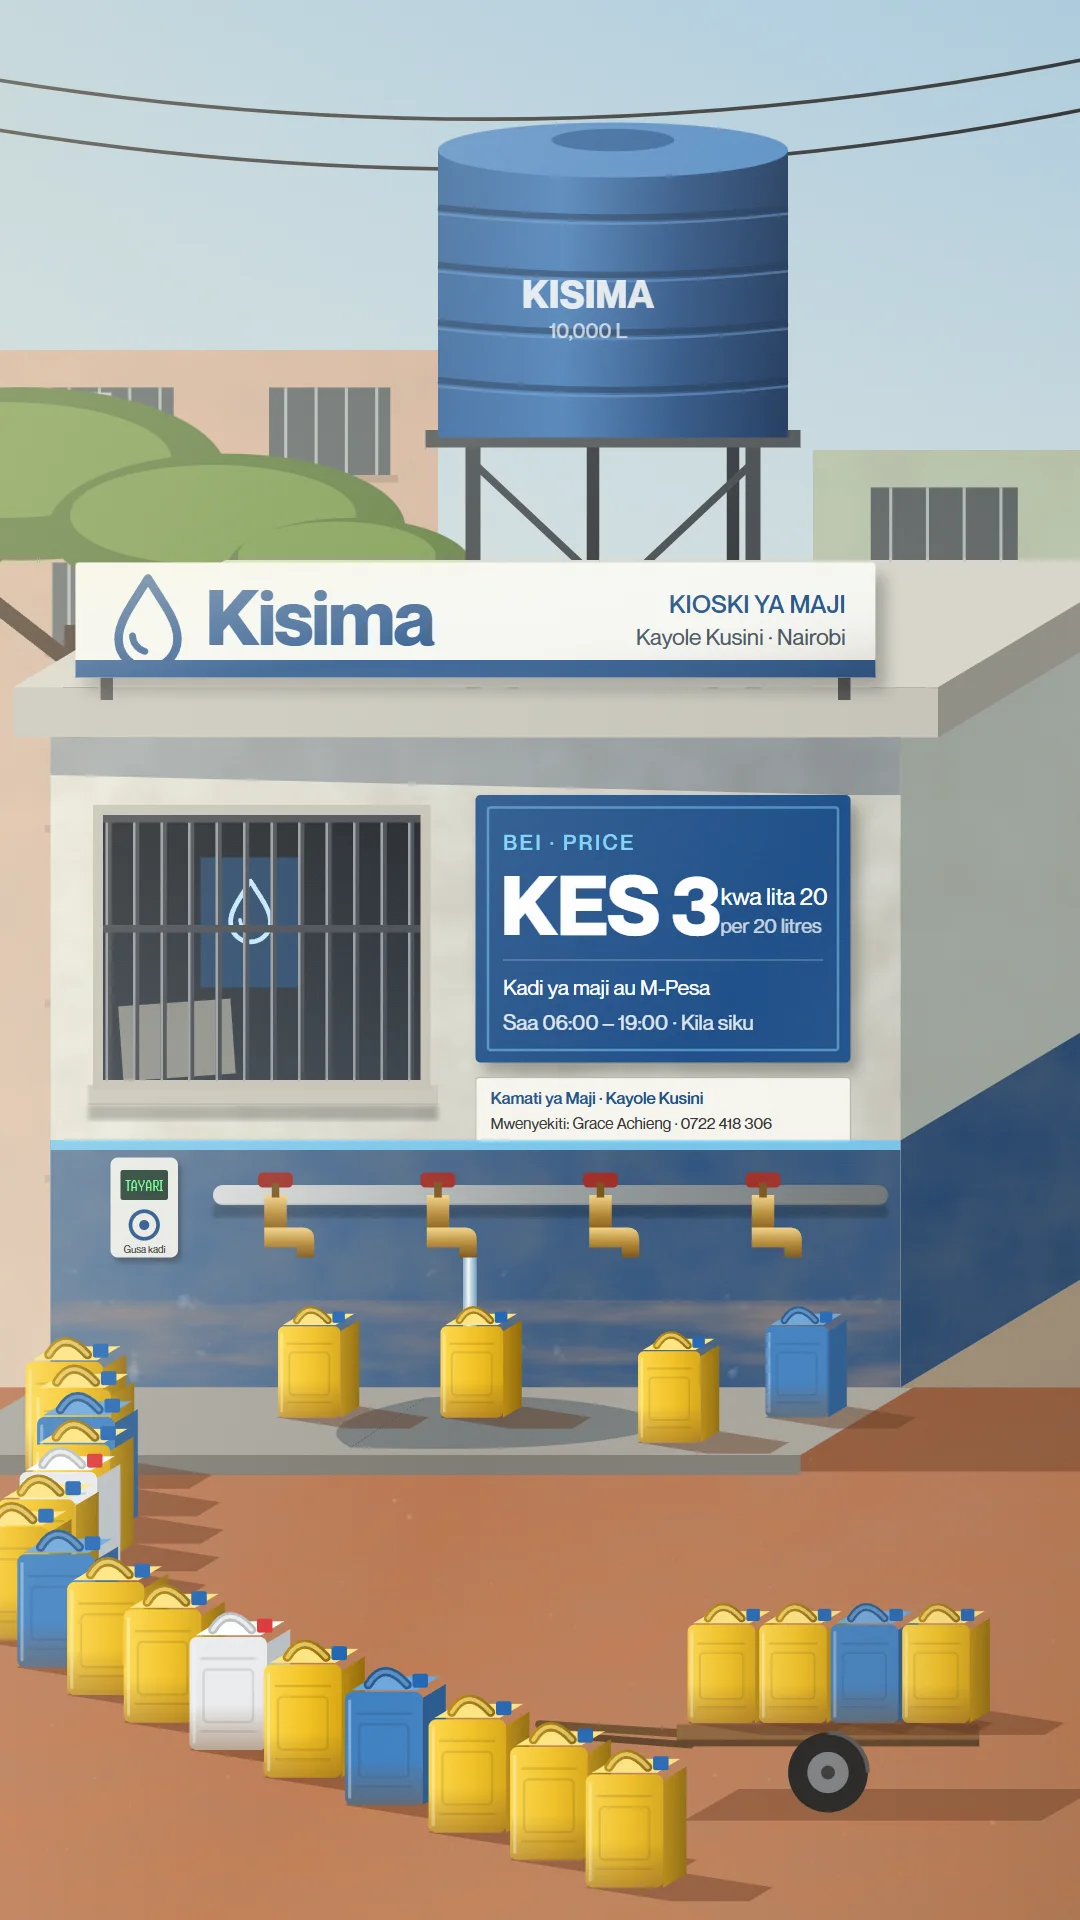 KISIMA
10,000 L
Kisima
KIOSKI YA MAJI
Kayole Kusini · Nairobi
BEI · PRICE
KES 3 kwa lita 20
per 20 litres
Kadi ya maji au M-Pesa
Saa 06:00 – 19:00 · Kila siku
Kamati ya Maji · Kayole Kusini
Mwenyekiti: Grace Achieng · 0722 418 306
TAYARI
Gusa kadi